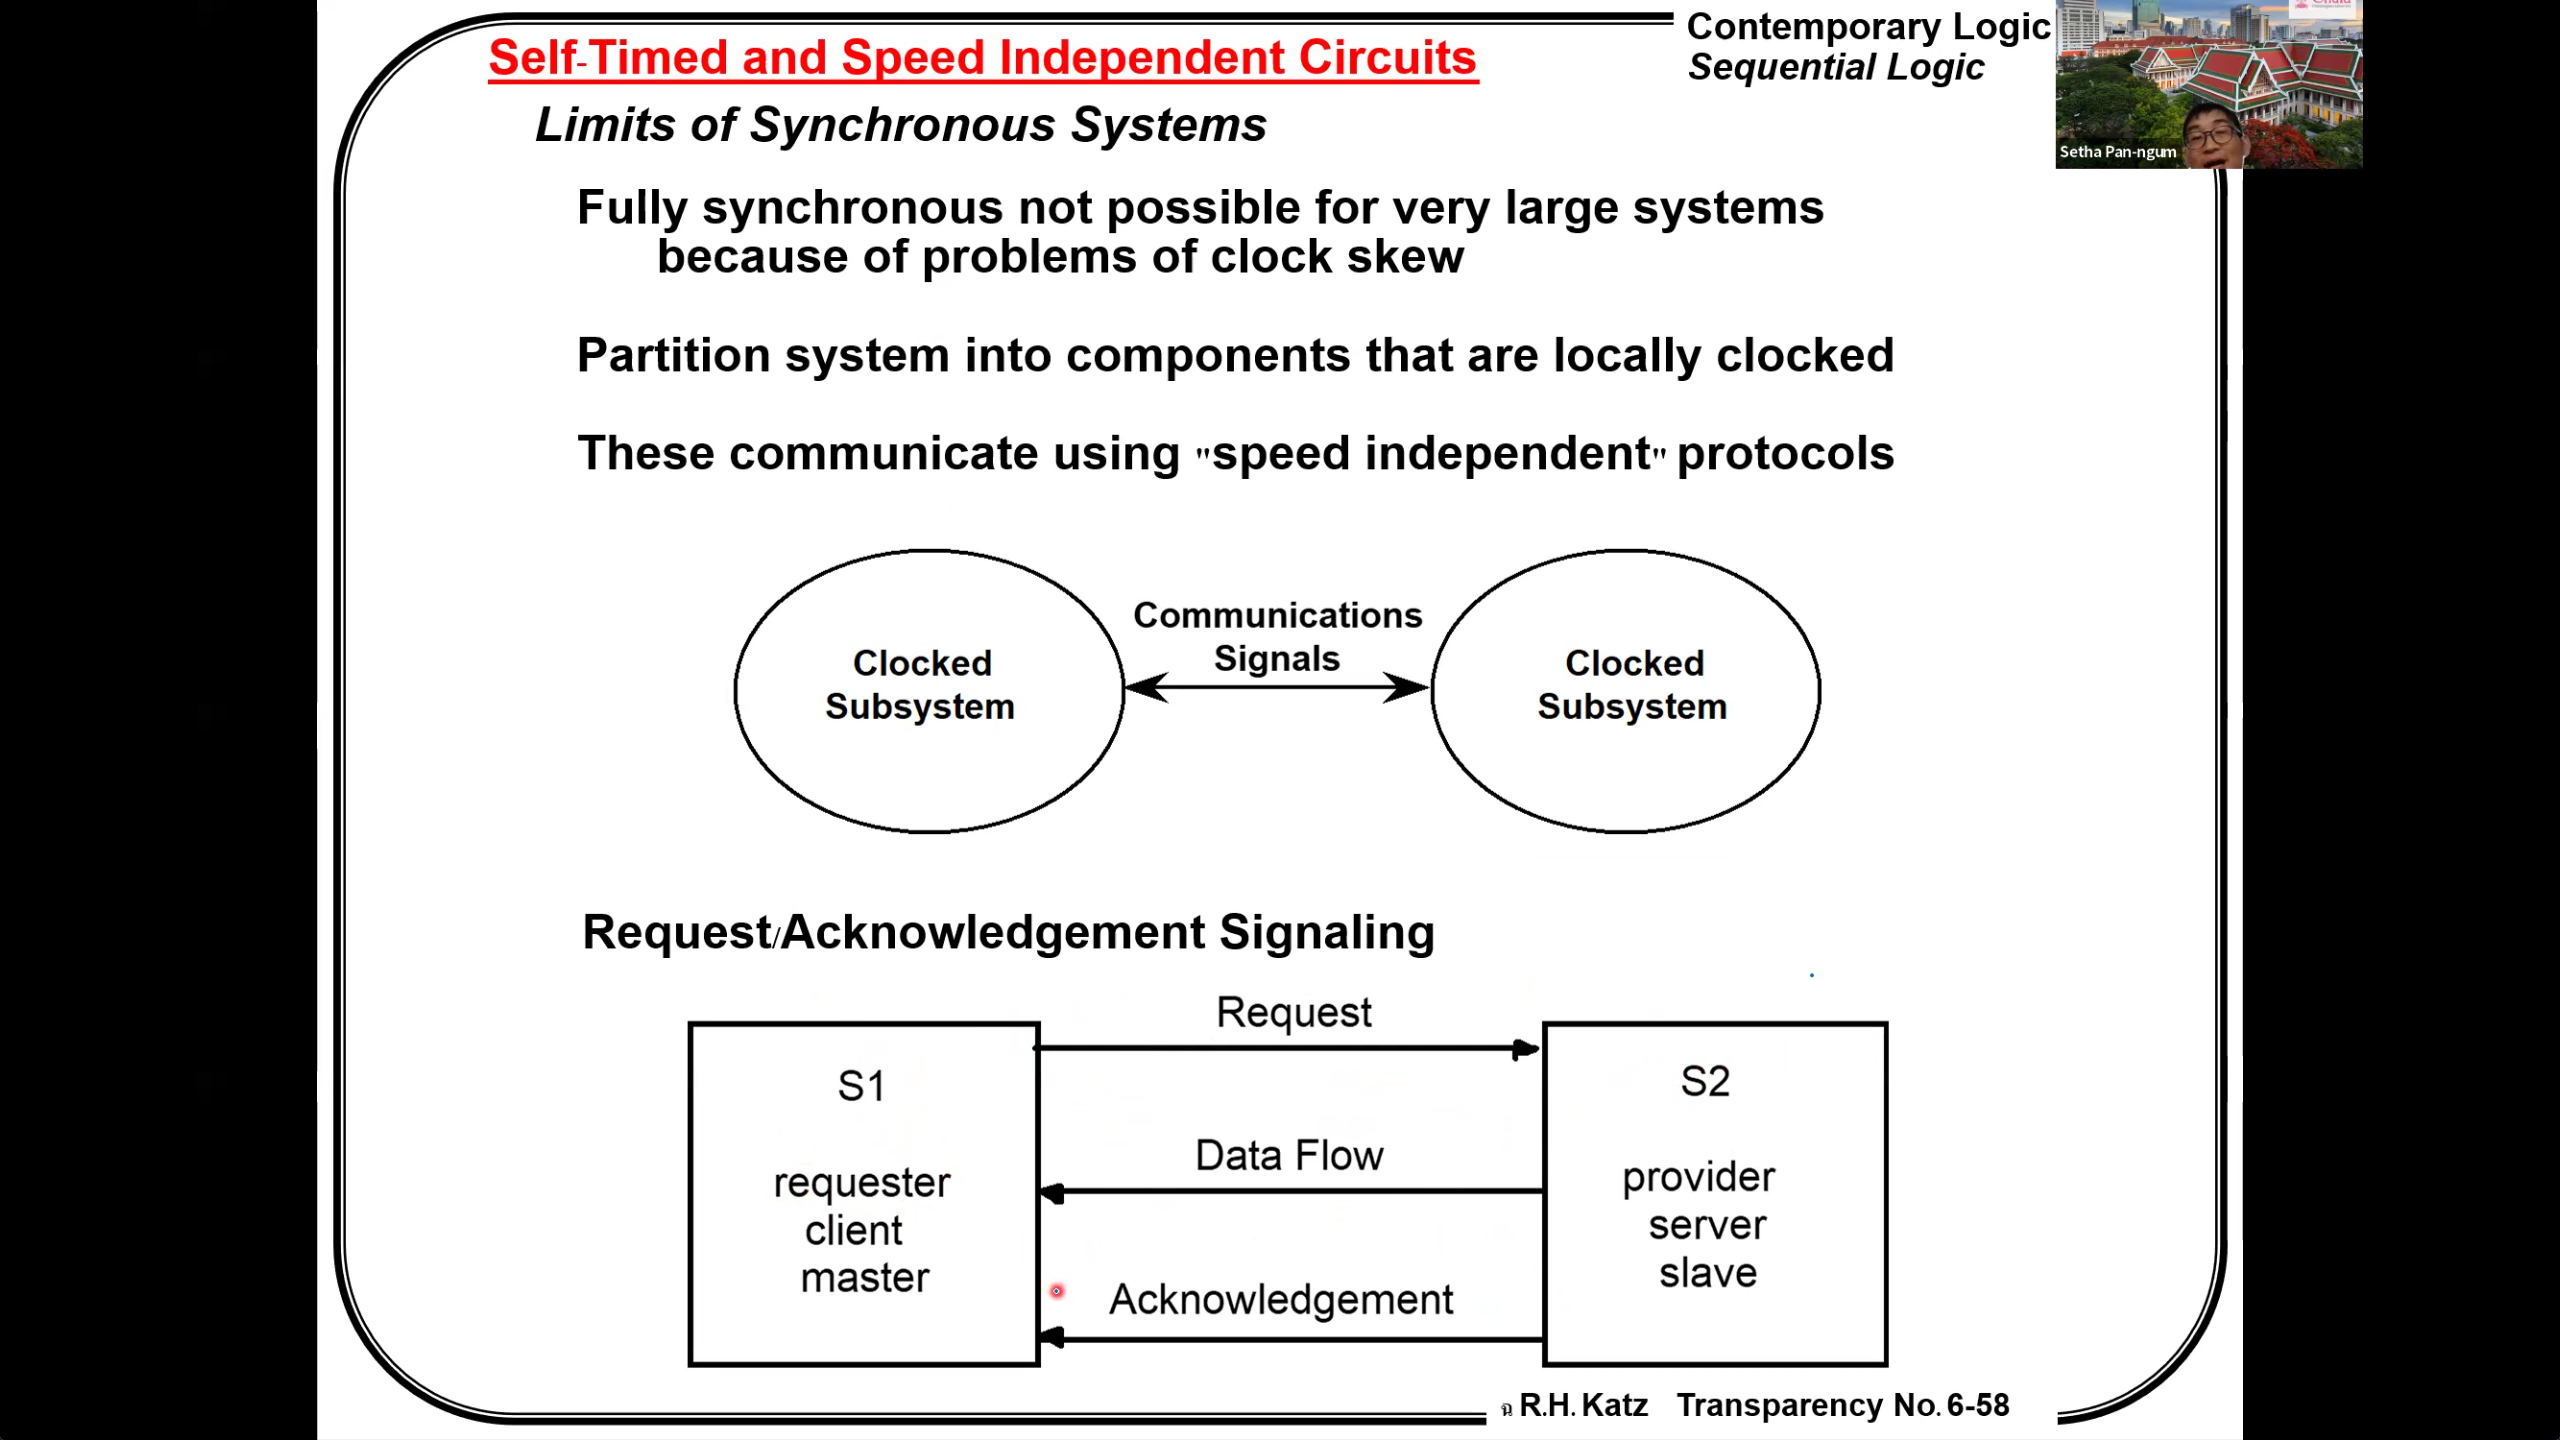 Self-Timed and Speed Independent Circuits
Contemporary Logic
Sequential Logic
Setha Pan-ngum
Limits of Synchronous Systems
Fully synchronous not possible for very large systems
because of problems of clock skew
Partition system into components that are locally clocked
These communicate using "speed independent" protocols
Clocked
Subsystem
Communications
Signals
Clocked
Subsystem
Request/Acknowledgement Signaling
Request
S1
S2
Data Flow
requester
client
master
provider
server
slave
Acknowledgement
ฉ R.H. Katz Transparency No. 6-58